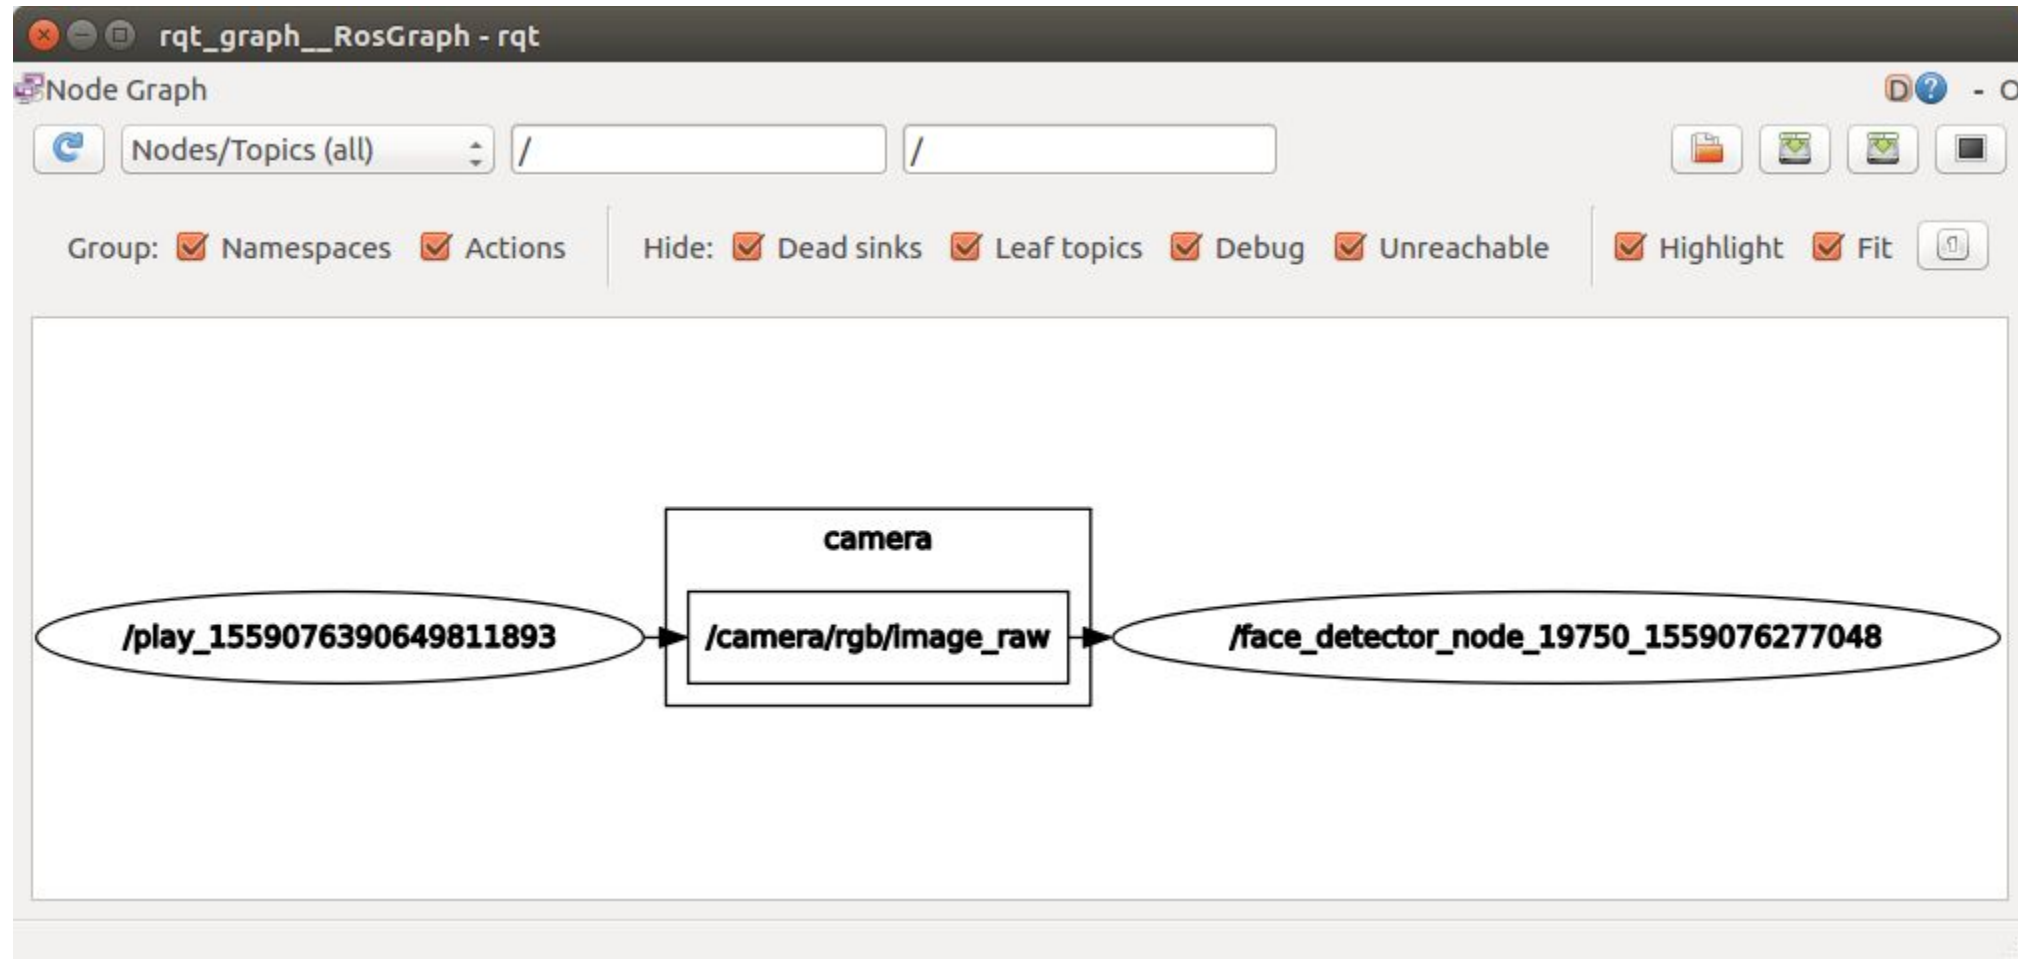 rqt_graph__RosGraph - rqt
Node Graph D ? - O
Nodes/Topics (all) / /
Group: Namespaces Actions Hide: Dead sinks Leaf topics Debug Unreachable Highlight Fit
camera
/play_1559076390649811893 /camera/rgb/image_raw /face_detector_node_19750_1559076277048